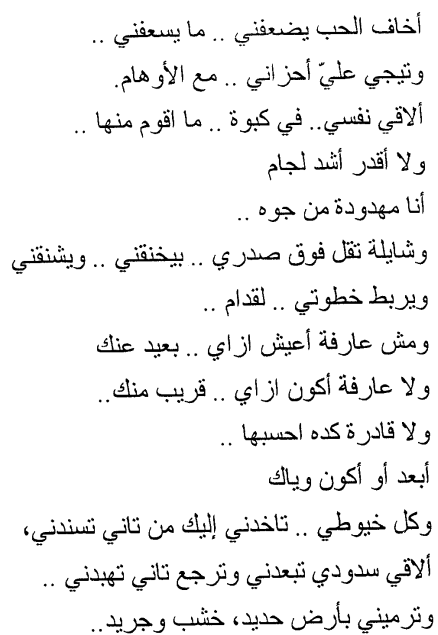 أخاف الحب يضعفني .. ما يسعفني ..
وتيجي عليّ أحزاني .. مع الأوهام.
ألاقي نفسي.. في كبوة .. ما اقوم منها ..
ولا أقدر أشد لجام
أنا مهدودة من جوه ..
وشايلة تقل فوق صدري .. بيخنقني .. ويشنقني
ويربط خطوتي .. لقدام ..
ومش عارفة أعيش ازاي .. بعيد عنك
ولا عارفة أكون ازاي .. قريب منك..
ولا قادرة كده احسبها ..
أبعد أو أكون وياك
وكل خيوطي .. تاخدني إليك من تاني تسندني،
ألاقي سدودي تبعدني وترجع تاني تهبدني ..
وترميني بأرض حديد، خشب وجريد..